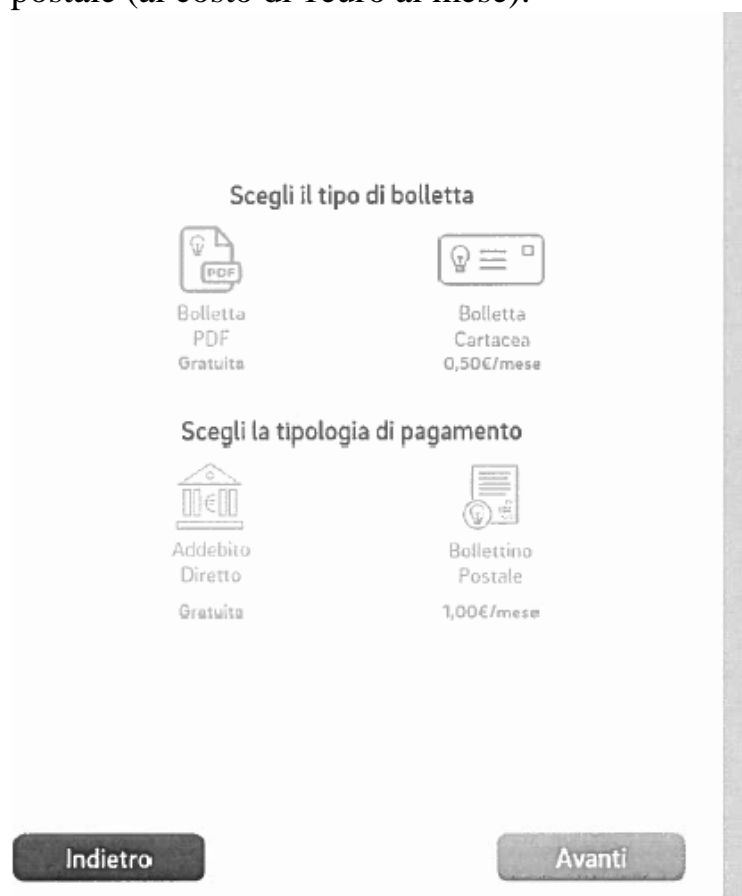 postale (al costo di 1euro al mese).
Scegli il tipo di bolletta
PDF
Bolletta PDF Gratuita
Bolletta Cartacea 0,50€/mese
Scegli la tipologia di pagamento
Addebito Diretto Gratuito
Bollettino Postale 1,00€/mese
Indietro
Avanti